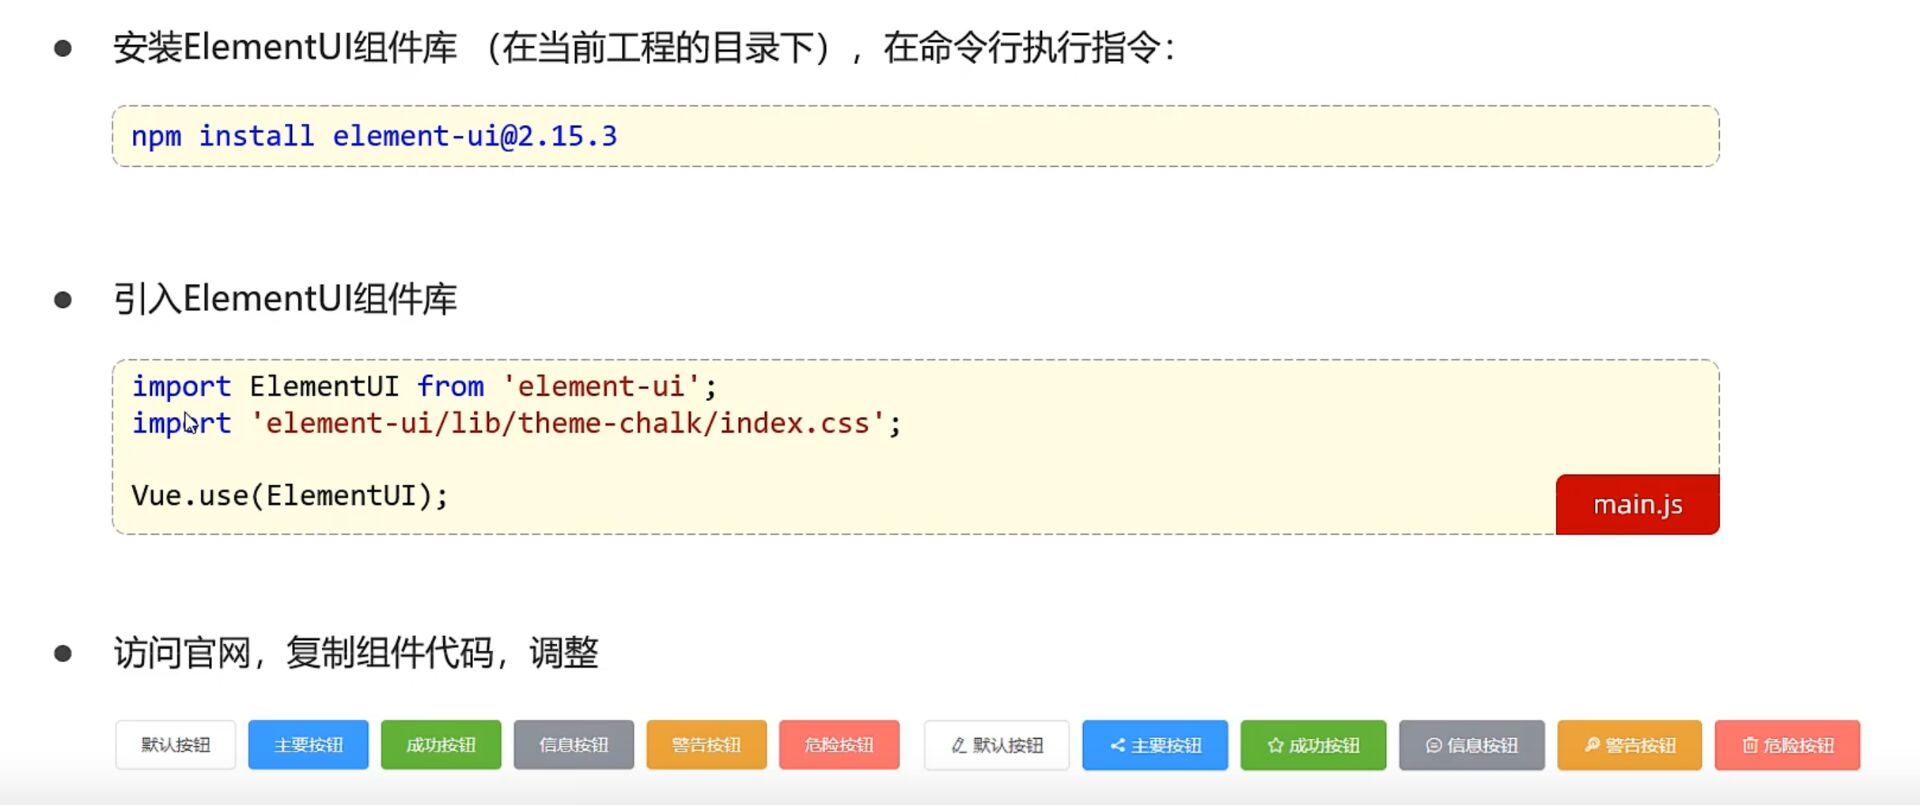 ● 安装ElementUI组件库 （在当前工程的目录下），在命令行执行指令：
npm install element-ui@2.15.3
● 引入ElementUI组件库
import ElementUI from 'element-ui';
import 'element-ui/lib/theme-chalk/index.css';
Vue.use(ElementUI);
main.js
● 访问官网，复制组件代码，调整
默认按钮 主要按钮 成功按钮 信息按钮 警告按钮 危险按钮 默认按钮 主要按钮 成功按钮 信息按钮 警告按钮 危险按钮